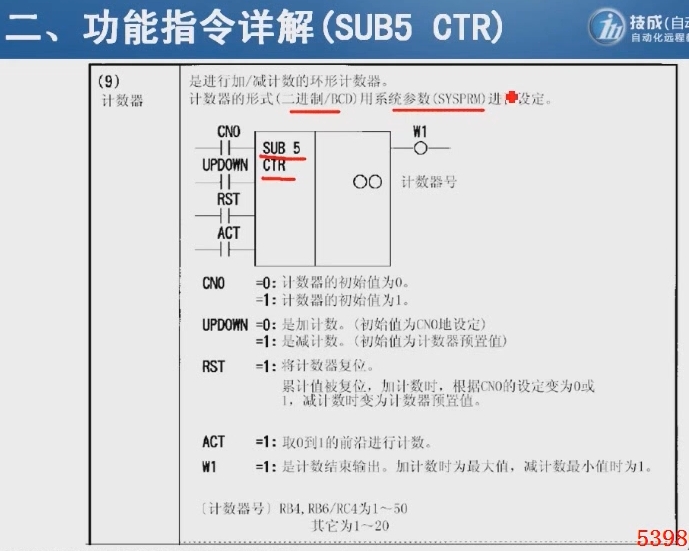 二、功能指令详解(SUB5 CTR)
技成(自
自动化远程
(9)
计数器
是进行加/减计数的环形计数器。
计数器的形式(二进制/BCD)用系统参数(SYSPRM)进 设定。
CNO
W1
SUB 5
UPDOWN
CTR
○○
计数器号
RST
ACT
CNO =0: 计数器的初始值为0。
=1: 计数器的初始值为1。
UPDOWN =0: 是加计数。(初始值为CNO地设定)
=1: 是减计数。(初始值为计数器预置值)
RST =1: 将计数器复位。
累计值被复位，加计数时，根据CNO的设定变为0或
1，减计数时变为计数器预置值。
ACT =1: 取0到1的前沿进行计数。
W1 =1: 是计数结束输出。加计数时为最大值，减计数最小值时为1。
〔计数器号〕RB4,RB6/RC4为1～50
其它为1～20
5398